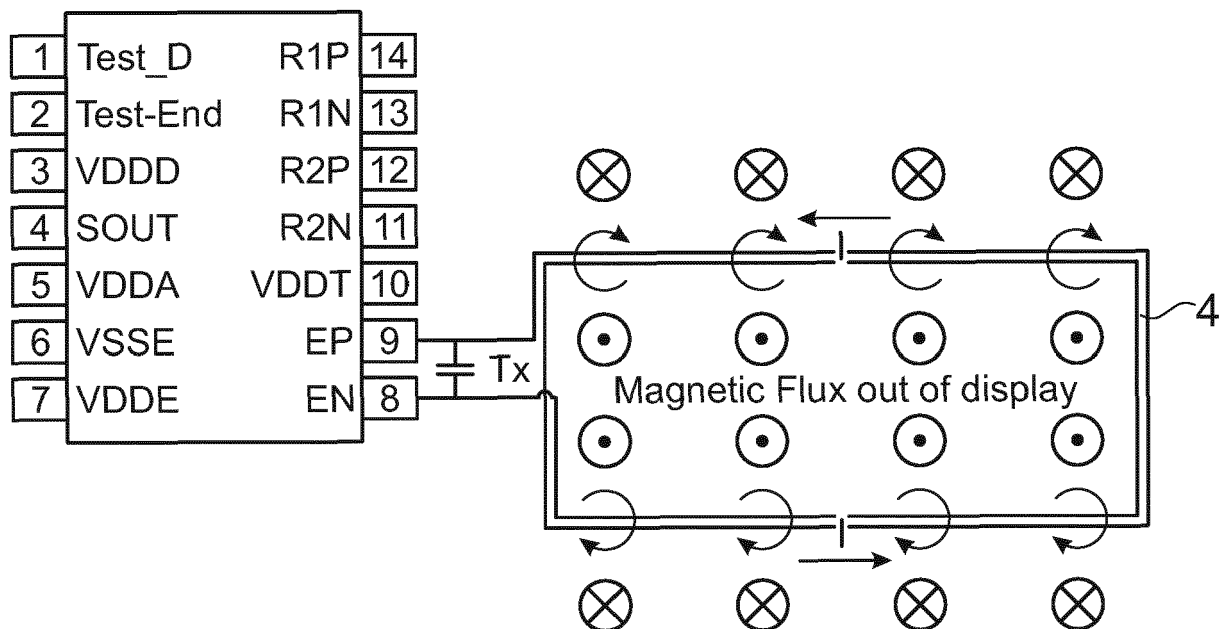 1 Test_D R1P 14
2 Test-End R1N 13
3 VDDD R2P 12
4 SOUT R2N 11
5 VDDA VDDT 10
6 VSSE EP 9
7 VDDE EN 8
Tx
I
4
Magnetic Flux out of display
I